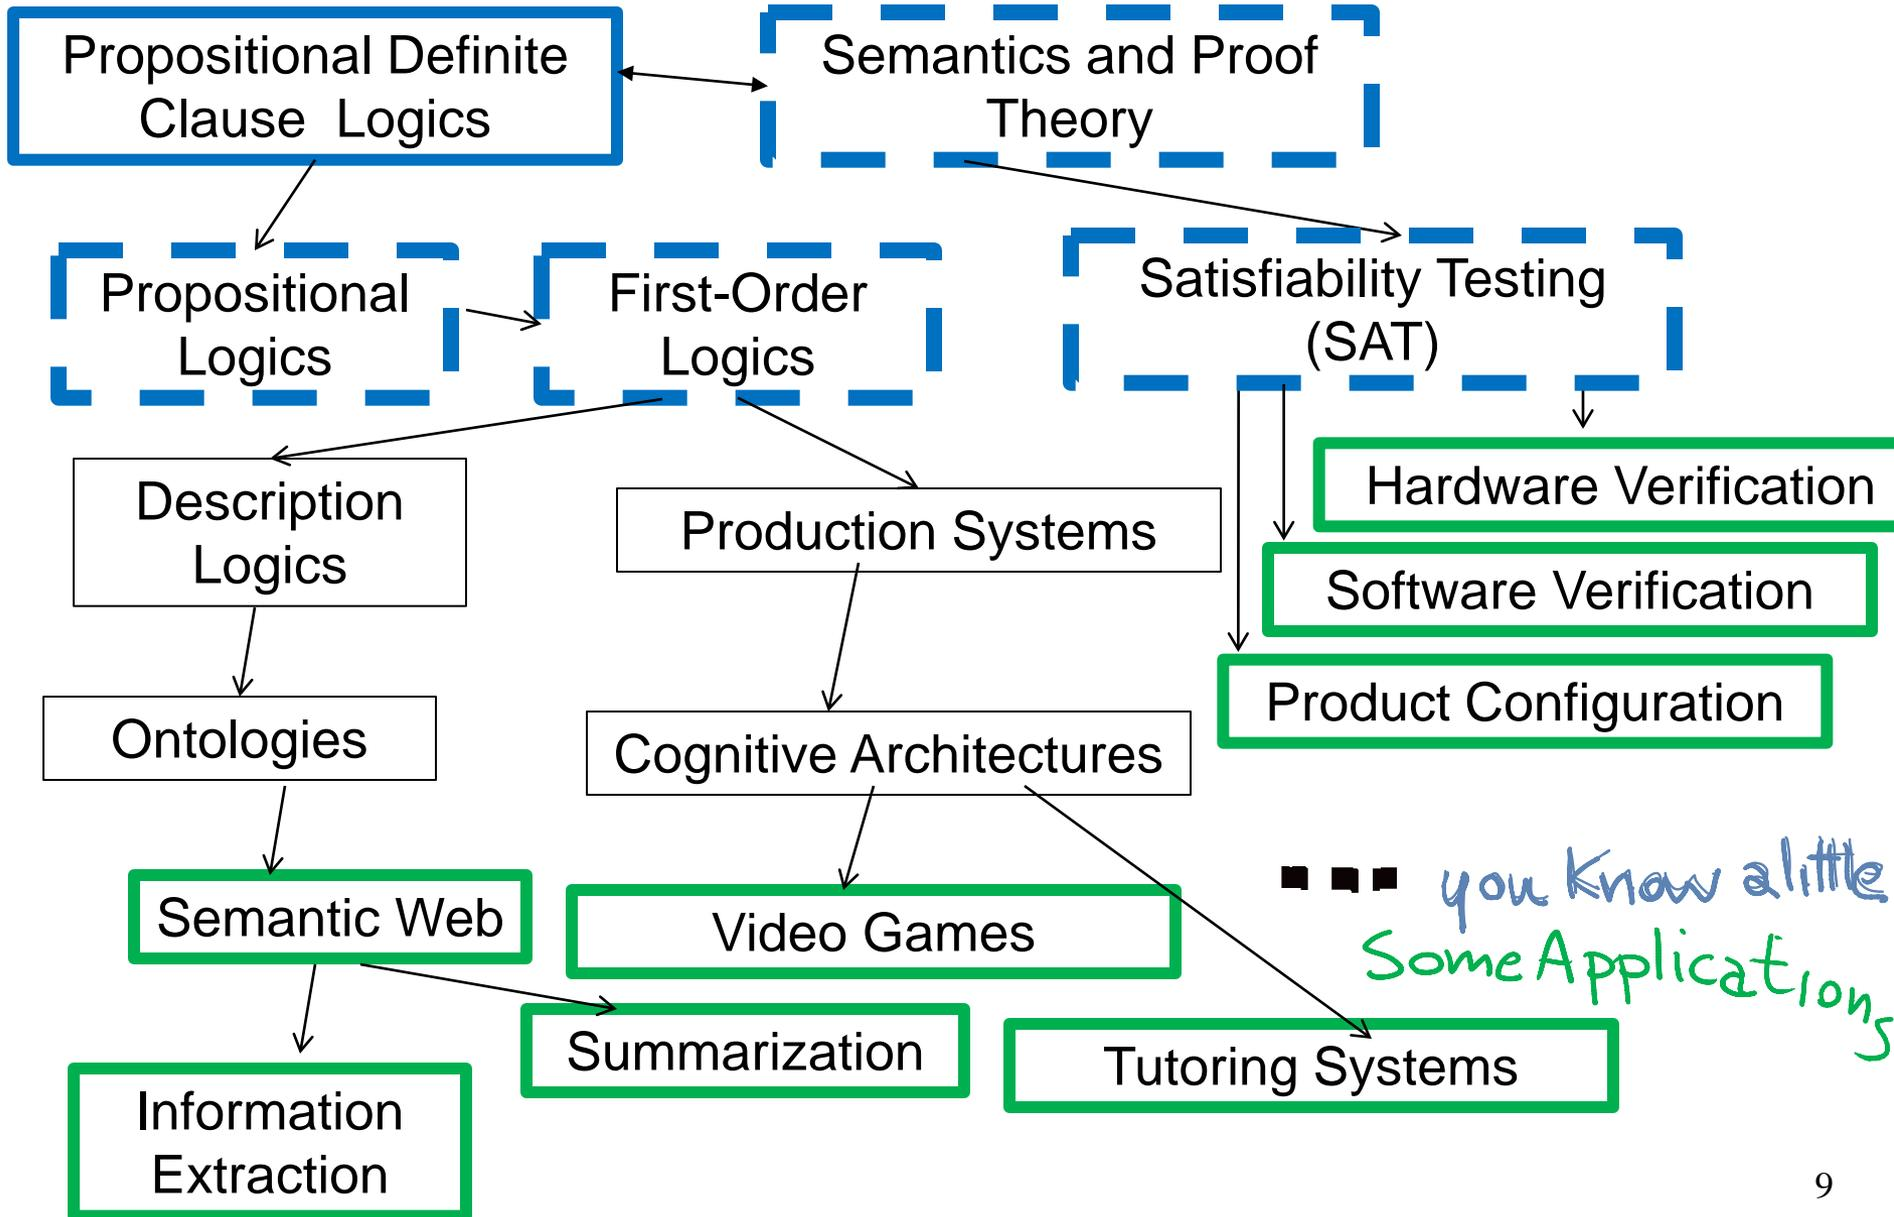 Propositional Definite
Clause Logics
Semantics and Proof
Theory
Propositional
Logics
First-Order
Logics
Satisfiability Testing
(SAT)
Description
Logics
Production Systems
Hardware Verification
Software Verification
Product Configuration
Ontologies
Cognitive Architectures
Semantic Web
Video Games
you know a little
Some Applications
Summarization
Tutoring Systems
Information
Extraction
9